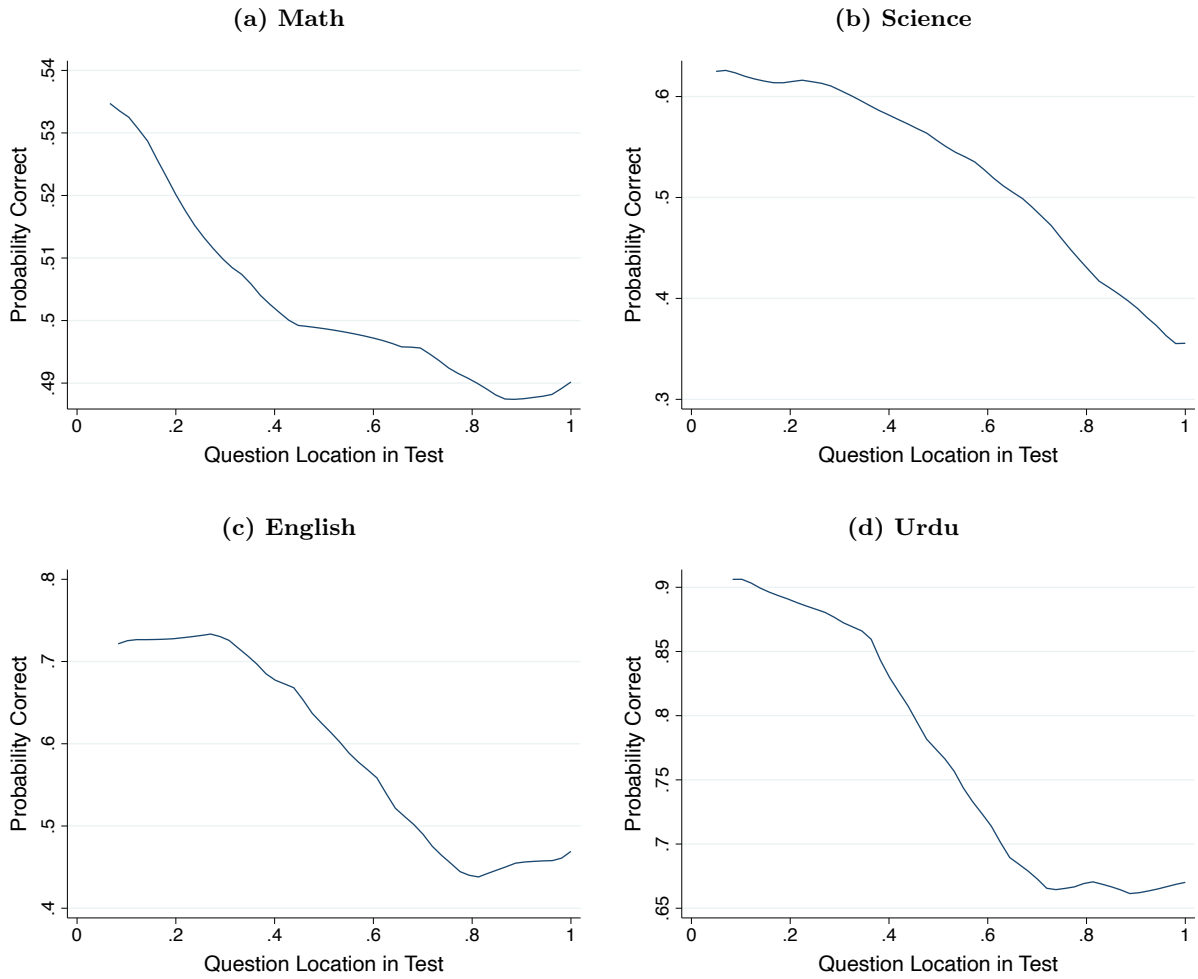 (a) Math
.54
.53
.52
.51
.5
.49
Probability Correct
0 .2 .4 .6 .8 1
Question Location in Test
(b) Science
.6
.5
.4
.3
Probability Correct
0 .2 .4 .6 .8 1
Question Location in Test
(c) English
.8
.7
.6
.5
.4
Probability Correct
0 .2 .4 .6 .8 1
Question Location in Test
(d) Urdu
.9
.85
.8
.75
.7
.65
Probability Correct
0 .2 .4 .6 .8 1
Question Location in Test